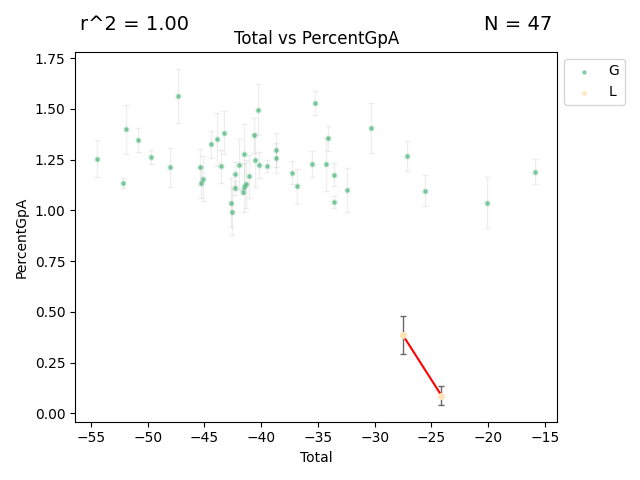 r^2 = 1.00
N = 47
Total vs PercentGpA
G
L
1.75
1.50
1.25
1.00
0.75
0.50
0.25
0.00
PercentGpA
−55
−50
−45
−40
−35
−30
−25
−20
−15
Total